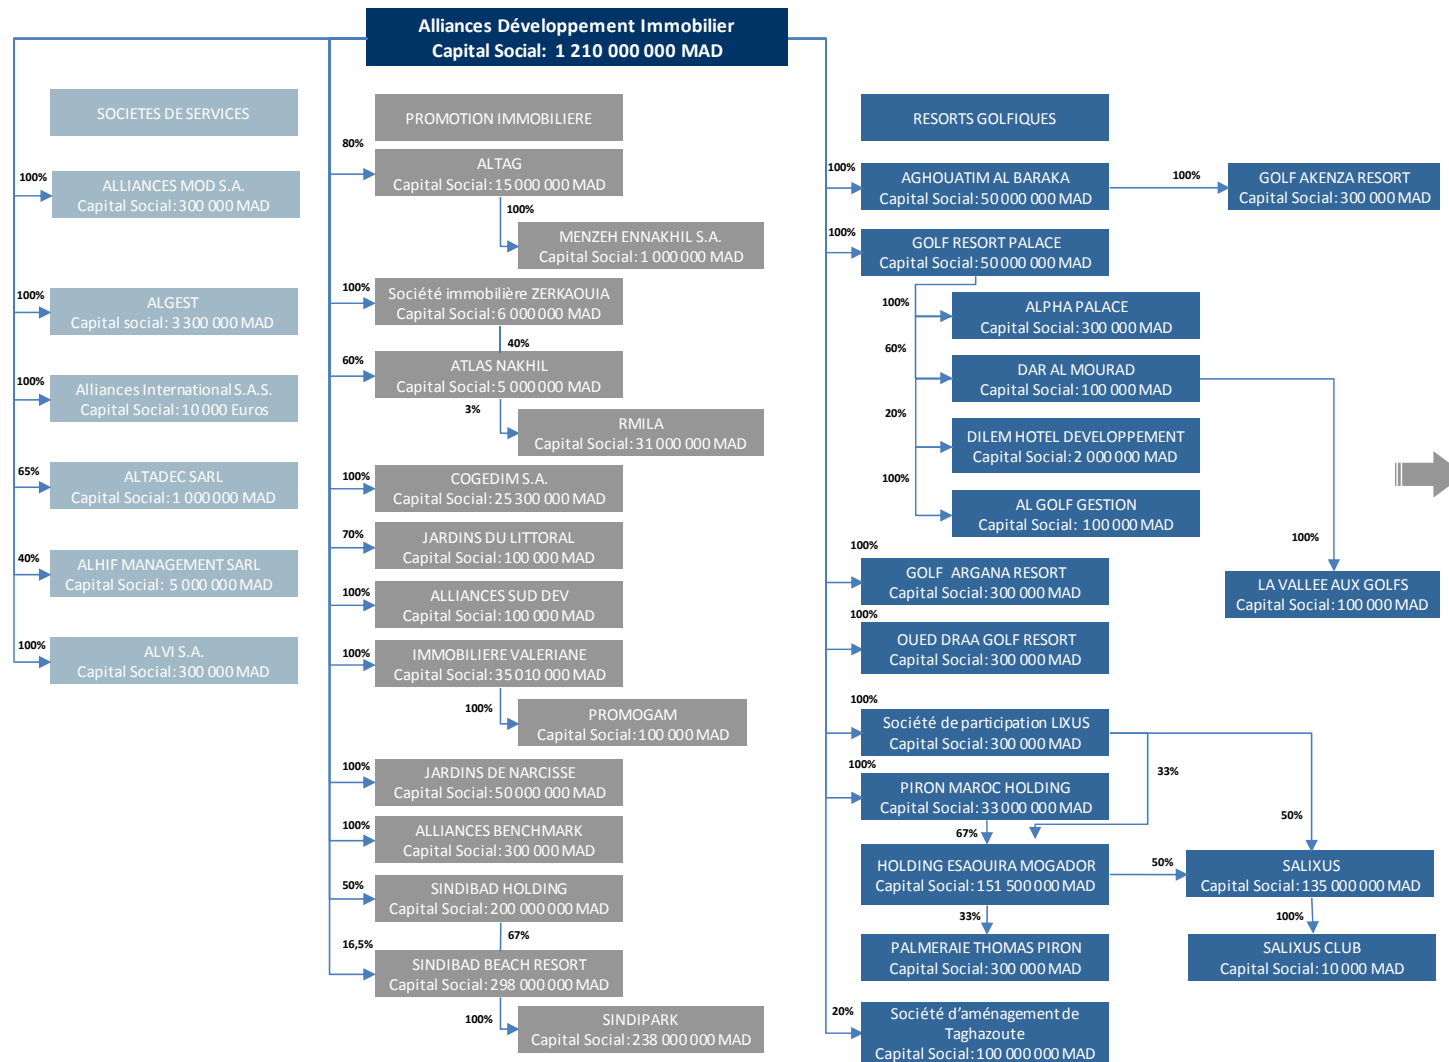 Alliances Développement Immobilier
Capital Social: 1 210 000 000 MAD
SOCIETES DE SERVICES
100%
ALLIANCES MOD S.A.
Capital Social: 300 000 MAD
100%
ALGEST
Capital social: 3 300 000 MAD
100%
Alliances International S.A.S.
Capital Social: 10 000 Euros
65%
ALTADEC SARL
Capital Social: 1 000 000 MAD
40%
ALHIF MANAGEMENT SARL
Capital Social: 5 000 000 MAD
100%
ALVI S.A.
Capital Social: 300 000 MAD
PROMOTION IMMOBILIERE
80%
ALTAG
Capital Social: 15 000 000 MAD
100%
MENZEH ENNAKHIL S.A.
Capital Social: 1 000 000 MAD
100%
Société immobilière ZERKAOUIA
Capital Social: 6 000 000 MAD
40%
60%
ATLAS NAKHIL
Capital Social: 5 000 000 MAD
3%
RMILA
Capital Social: 31 000 000 MAD
100%
COGEDIM S.A.
Capital Social: 25 300 000 MAD
70%
JARDINS DU LITTORAL
Capital Social: 100 000 MAD
100%
ALLIANCES SUD DEV
Capital Social: 100 000 MAD
100%
IMMOBILIERE VALERIANE
Capital Social: 35 010 000 MAD
100%
PROMOGAM
Capital Social: 100 000 MAD
100%
JARDINS DE NARCISSE
Capital Social: 50 000 000 MAD
100%
ALLIANCES BENCHMARK
Capital Social: 300 000 MAD
50%
SINDIBAD HOLDING
Capital Social: 200 000 000 MAD
67%
16,5%
SINDIBAD BEACH RESORT
Capital Social: 298 000 000 MAD
100%
SINDIPARK
Capital Social: 238 000 000 MAD
RESORTS GOLFIQUES
100%
AGHOUATIM AL BARAKA
Capital Social: 50 000 000 MAD
100%
GOLF AKENZA RESORT
Capital Social: 300 000 MAD
100%
GOLF RESORT PALACE
Capital Social: 50 000 000 MAD
100%
ALPHA PALACE
Capital Social: 300 000 MAD
60%
DAR AL MOURAD
Capital Social: 100 000 MAD
20%
DILEM HOTEL DEVELOPPEMENT
Capital Social: 2 000 000 MAD
100%
AL GOLF GESTION
Capital Social: 100 000 MAD
100%
LA VALLEE AUX GOLFS
Capital Social: 100 000 MAD
100%
GOLF ARGANA RESORT
Capital Social: 300 000 MAD
100%
OUED DRAA GOLF RESORT
Capital Social: 300 000 MAD
100%
Société de participation LIXUS
Capital Social: 300 000 MAD
33%
100%
PIRON MAROC HOLDING
Capital Social: 33 000 000 MAD
67%
50%
HOLDING ESAOUIRA MOGADOR
Capital Social: 151 500 000 MAD
50%
SALIXUS
Capital Social: 135 000 000 MAD
33%
100%
PALMERAIE THOMAS PIRON
Capital Social: 300 000 MAD
SALIXUS CLUB
Capital Social: 10 000 MAD
20%
Société d'aménagement de
Taghazoute
Capital Social: 100 000 000 MAD